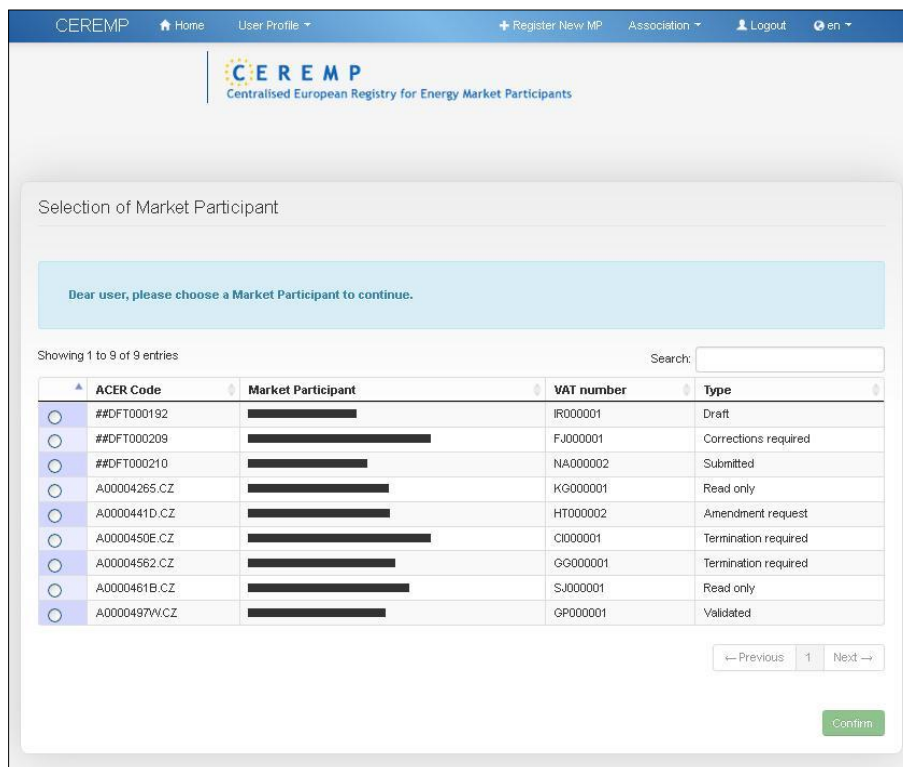 CEREMP Home User Profile Register New MP Association Logout en
CEREMP
Centralised European Registry for Energy Market Participants
Selection of Market Participant
Dear user, please choose a Market Participant to continue.
Showing 1 to 9 of 9 entries Search:
ACER Code Market Participant VAT number Type
##DFT000192 IR000001 Draft
##DFT000209 FJ000001 Corrections required
##DFT000210 NA000002 Submitted
A00004265.CZ KG000001 Read only
A0000441D.CZ HT000002 Amendment request
A0000450E.CZ CI000001 Termination required
A00004562.CZ GG000001 Termination required
A0000461B.CZ SJ000001 Read only
A0000497W.CZ GP000001 Validated
← Previous 1 Next →
Confirm